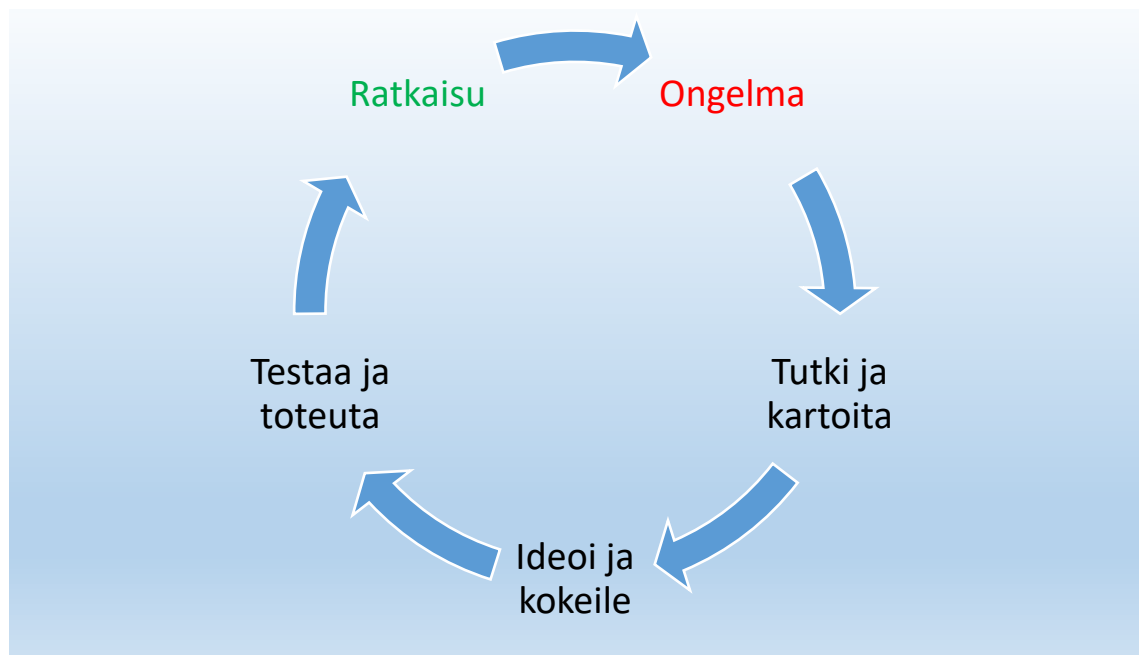 Ratkaisu
Ongelma
Testaa ja
toteuta
Tutki ja
kartoita
Ideoi ja
kokeile